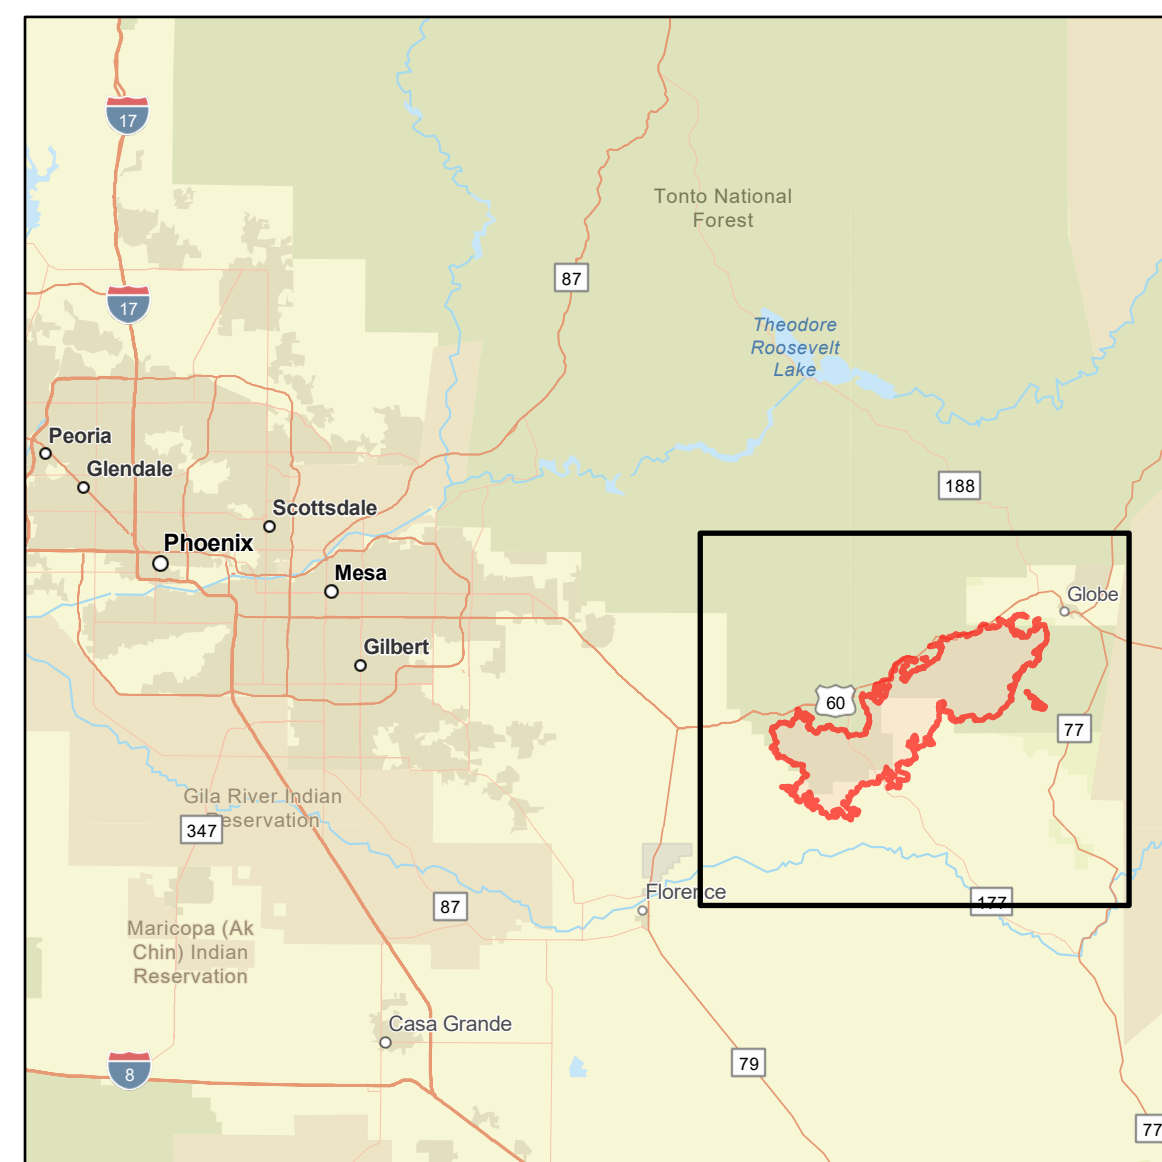 17
Tonto National
Forest
87
17
Theodore
Roosevelt
Lake
Peoria
Glendale
188
Scottsdale
Phoenix
Mesa
Globe
Gilbert
60
77
Gila River Indian
Reservation
347
Florence
87
177
Maricopa (Ak
Chin) Indian
Reservation
Casa Grande
79
8
77